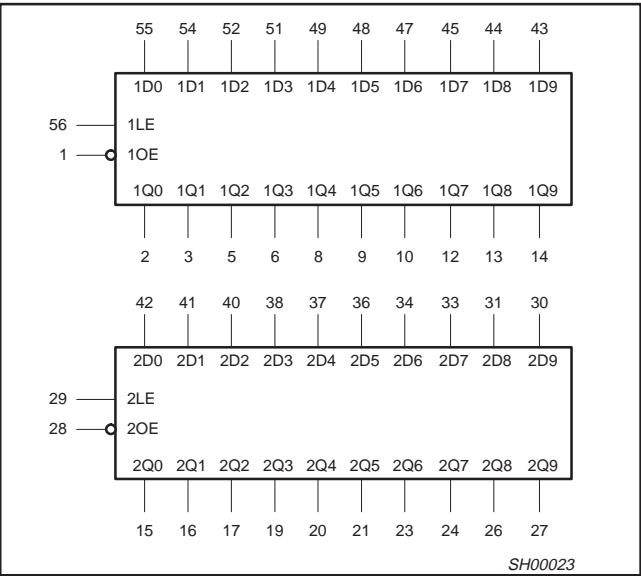 55 54 52 51 49 48 47 45 44 43
1D0 1D1 1D2 1D3 1D4 1D5 1D6 1D7 1D8 1D9
56 1LE
1 1OE
1Q0 1Q1 1Q2 1Q3 1Q4 1Q5 1Q6 1Q7 1Q8 1Q9
2 3 5 6 8 9 10 12 13 14
42 41 40 38 37 36 34 33 31 30
2D0 2D1 2D2 2D3 2D4 2D5 2D6 2D7 2D8 2D9
29 2LE
28 2OE
2Q0 2Q1 2Q2 2Q3 2Q4 2Q5 2Q6 2Q7 2Q8 2Q9
15 16 17 19 20 21 23 24 26 27
SH00023